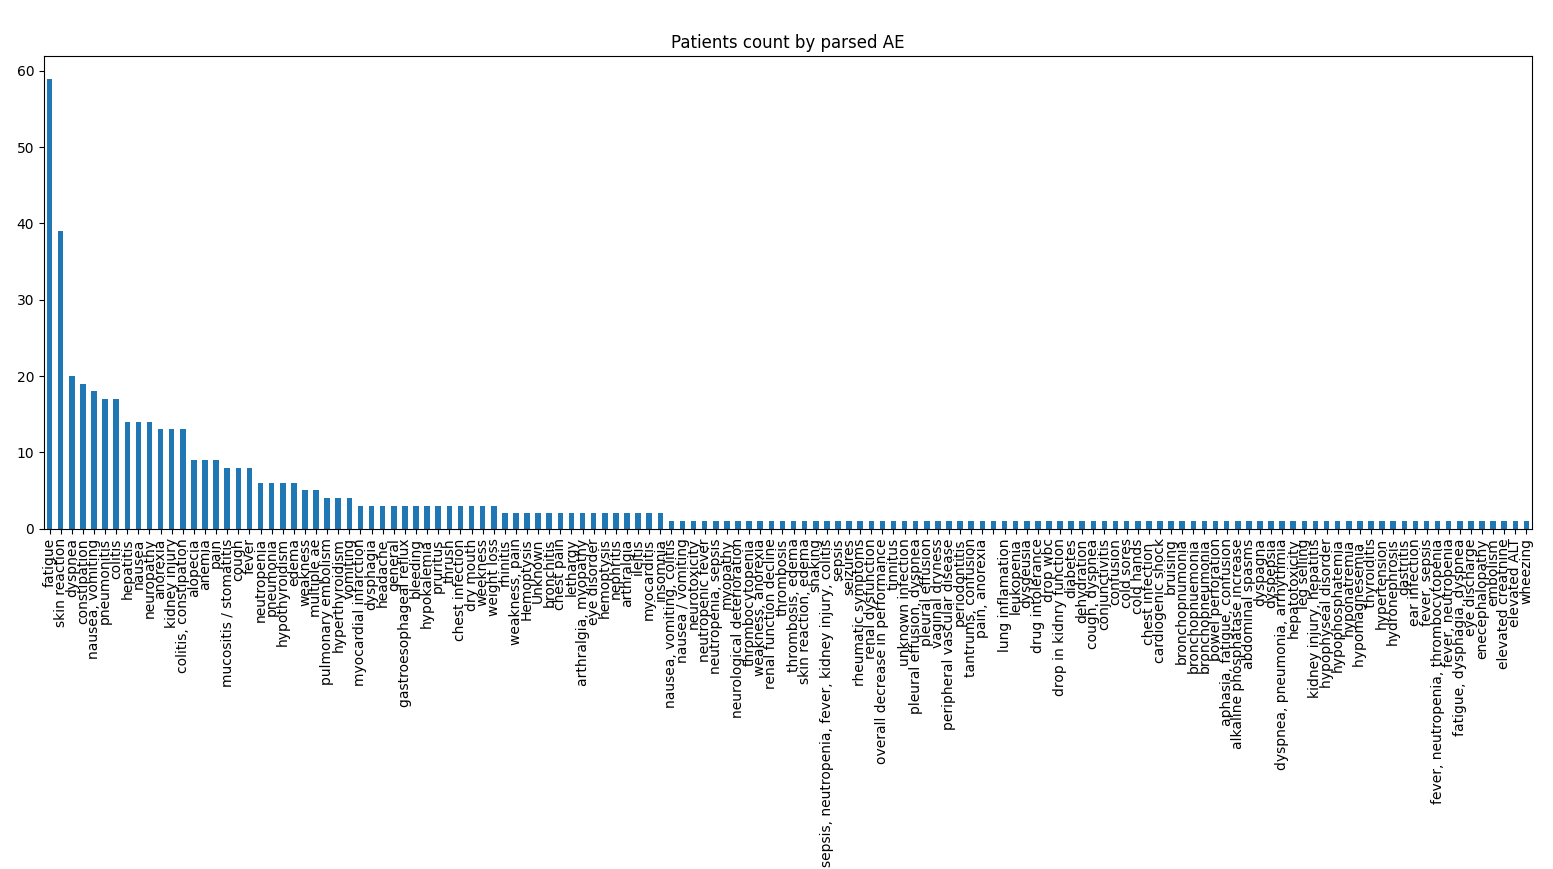 Patients count by parsed AE
60
50
40
30
20
10
0
fatigue
skin reaction
dyspnea
constipation
nausea, vomiting
pneumonitis
colitis
hepatitis
nausea
neuropathy
anorexia
kidney injury
colitis, constipation
alopecia
anemia
pain
mucositis / stomatitis
cough
fever
neutropenia
pneumonia
hypothyrodism
edema
weakness
multiple ae
pulmonary embolism
hyperthyrodism
vomiting
myocardial infarction
dysphagia
headache
general
gastroesophageal reflux
bleeding
hypokalemia
pruritus
thrush
chest infection
dry mouth
weakness
weight loss
rhinitis
weakness, pain
Hemoptysis
Unknown
bronchitis
chest pain
lethargy
arthralgia, myopathy
eye disorder
hemoptysis
nephritis
arthralgia
ileitis
myocarditis
insomnia
nausea, vomiting, colitis
nausea / vomiting
neurotoxicity
neutropenic fever
neutropenia, sepsis
myopathy
neurological deterioration
thrombocytopenia
weakness, anorexa
renal function decline
thrombosis
thrombosis, edema
skin reaction, edema
shaking
sepsis, neutropenia, fever, kidney injury, colitis
sepsis
seizures
rheumatic symptoms
renal dysfunction
overall decrease in performance
tinnitus
unknown infection
pleural effusion, dyspnea
pleural effusion
vaginal dryness
peripheral vascular disease
periodontitis
tantrums, confusion
pain, anorexia
lung inflamation
leukopenia
dysgeusia
drug intolerance
drop wbc
drop in kidnry function
diabetes
dehydration
cough, dyspnea
conjunctivitis
confusion
cold sores
cold hands
chest infection
cardiogenic shock
bruising
bronchopnumonia
bronchopnuemonia
bronchopneumonia
bowel perforation
aphasia, fatigue, confusion
alkaline phosphatase increase
abdominal spasms
dysgaogna
dyspepsia
dyspnea, pneumonia, arrhythmia
hepatotoxicity
leg sweating
kidney injury, hepatitis
hypophyseal disorder
hypophosphatemia
hyponatremia
hypomagnesemia
thyroiditis
hypertension
hydronephrosis
gastritis
ear infection
fever, sepsis
fever, neutropenia, thrombocytopenia
fever, neutropenia
fatigue, dysphagia, dyspnea
eye discharge
encephalopathy
embolism
elevated creatnine
elevated ALT
wheezing